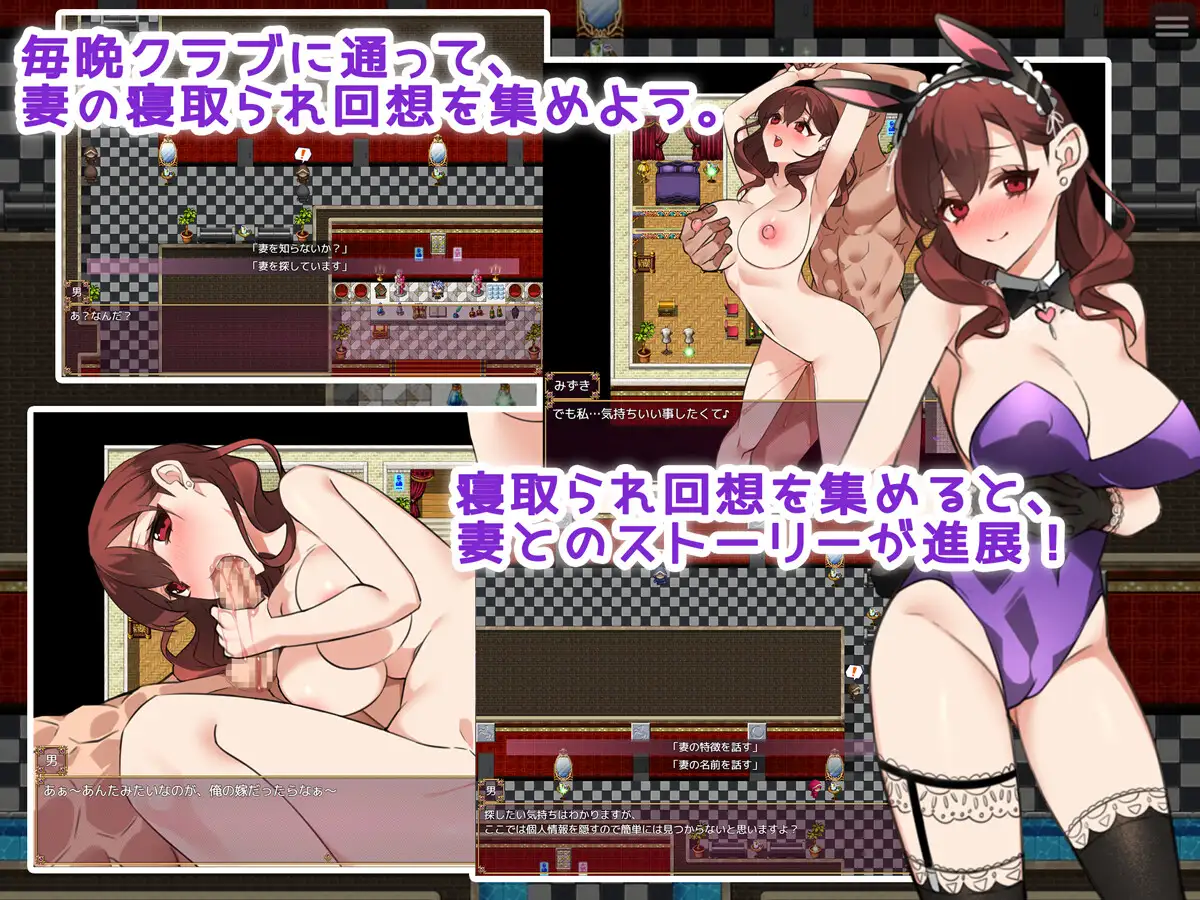 毎晩クラブに通って、
妻の寝取られ回想を集めよう。
「妻を知らないか？」
「妻を探しています」
男
あ？なんだ？
みずき
でも私…気持ちいい事したくて♪
寝取られ回想を集めると、
妻とのストーリーが進展！
男
あぁ～あんたみたいなのが、俺の嫁だったらなぁ～
「妻の特徴を話す」
「妻の名前を話す」
男
探したい気持ちはわかりますが、
ここでは個人情報を隠すので簡単には見つからないと思いますよ？